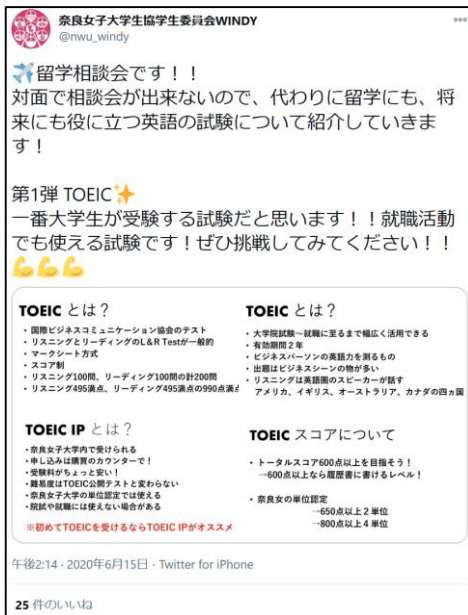 奈良女子大学生協学生委員会WINDY
@nwu_windy
✈️留学相談会です！！
対面で相談会が出来ないので、代わりに留学にも、将
来にも役に立つ英語の試験について紹介していきま
す！
第1弾 TOEIC✨
一番大学生が受験する試験だと思います！！就職活動
でも使える試験です！ぜひ挑戦してみてください！！
💪💪💪
TOEIC とは？
・国際ビジネスコミュニケーション協会のテスト
・リスニングとリーディングのL＆R Testが一般的
・マークシート方式
・スコア制
・リスニング100問、リーディング100問の計200問
・リスニング495満点、リーディング495満点の990点満点
TOEIC とは？
・大学院試験～就職に至るまで幅広く活用できる
・有効期間２年
・ビジネスパーソンの英語力を測るもの
・出題はビジネスシーンの物が多い
・リスニングは英語圏のスピーカーが話す
アメリカ、イギリス、オーストラリア、カナダの四ヵ国
TOEIC IP とは？
・奈良女子大学内で受けられる
・申し込みは購買のカウンターで！
・受験料がちょっと安い！
・難易度はTOEIC公開テストと変わらない
・奈良女子大学の単位認定では使える
・院試や就職には使えない場合がある
※初めてTOEICを受けるならTOEIC IPがオススメ
TOEIC スコアについて
・トータルスコア600点以上を目指そう！
→600点以上なら履歴書に書けるレベル！
・奈良女の単位認定
→650点以上２単位
→800点以上４単位
午後2:14 · 2020年6月15日 · Twitter for iPhone
25 件のいいね